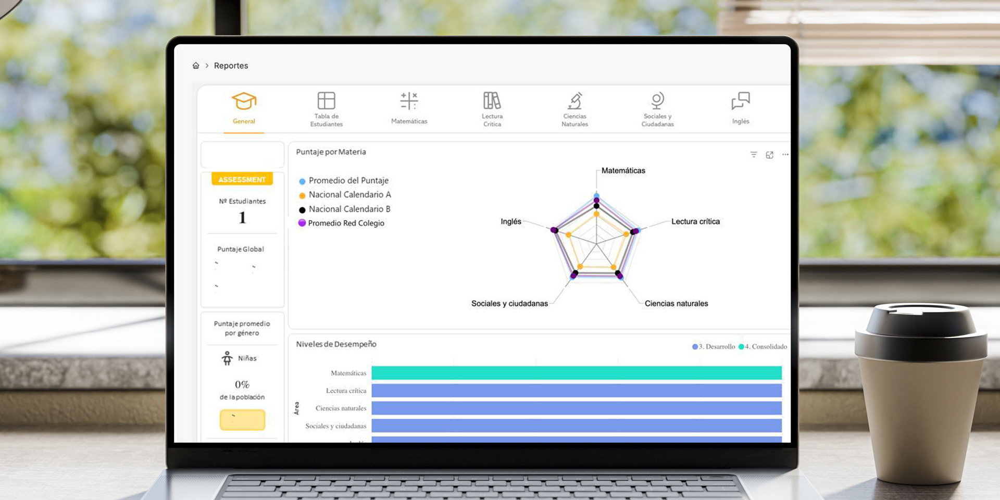 Reportes
General
Tabla de
Estudiantes
Matemáticas
Lectura
Crítica
Ciencias
Naturales
Sociales y
Ciudadanas
Inglés
ASSESSMENT
Nº Estudiantes
1
Puntaje Global
Puntaje promedio
por género
Niñas
0%
de la población
Puntaje por Materia
Promedio del Puntaje
Nacional Calendario A
Nacional Calendario B
Promedio Red Colegio
Matemáticas
Lectura crítica
Ciencias naturales
Sociales y ciudadanas
Inglés
Niveles de Desempeño
3. Desarrollo
4. Consolidado
Área
Matemáticas
Lectura crítica
Ciencias naturales
Sociales y ciudadanas